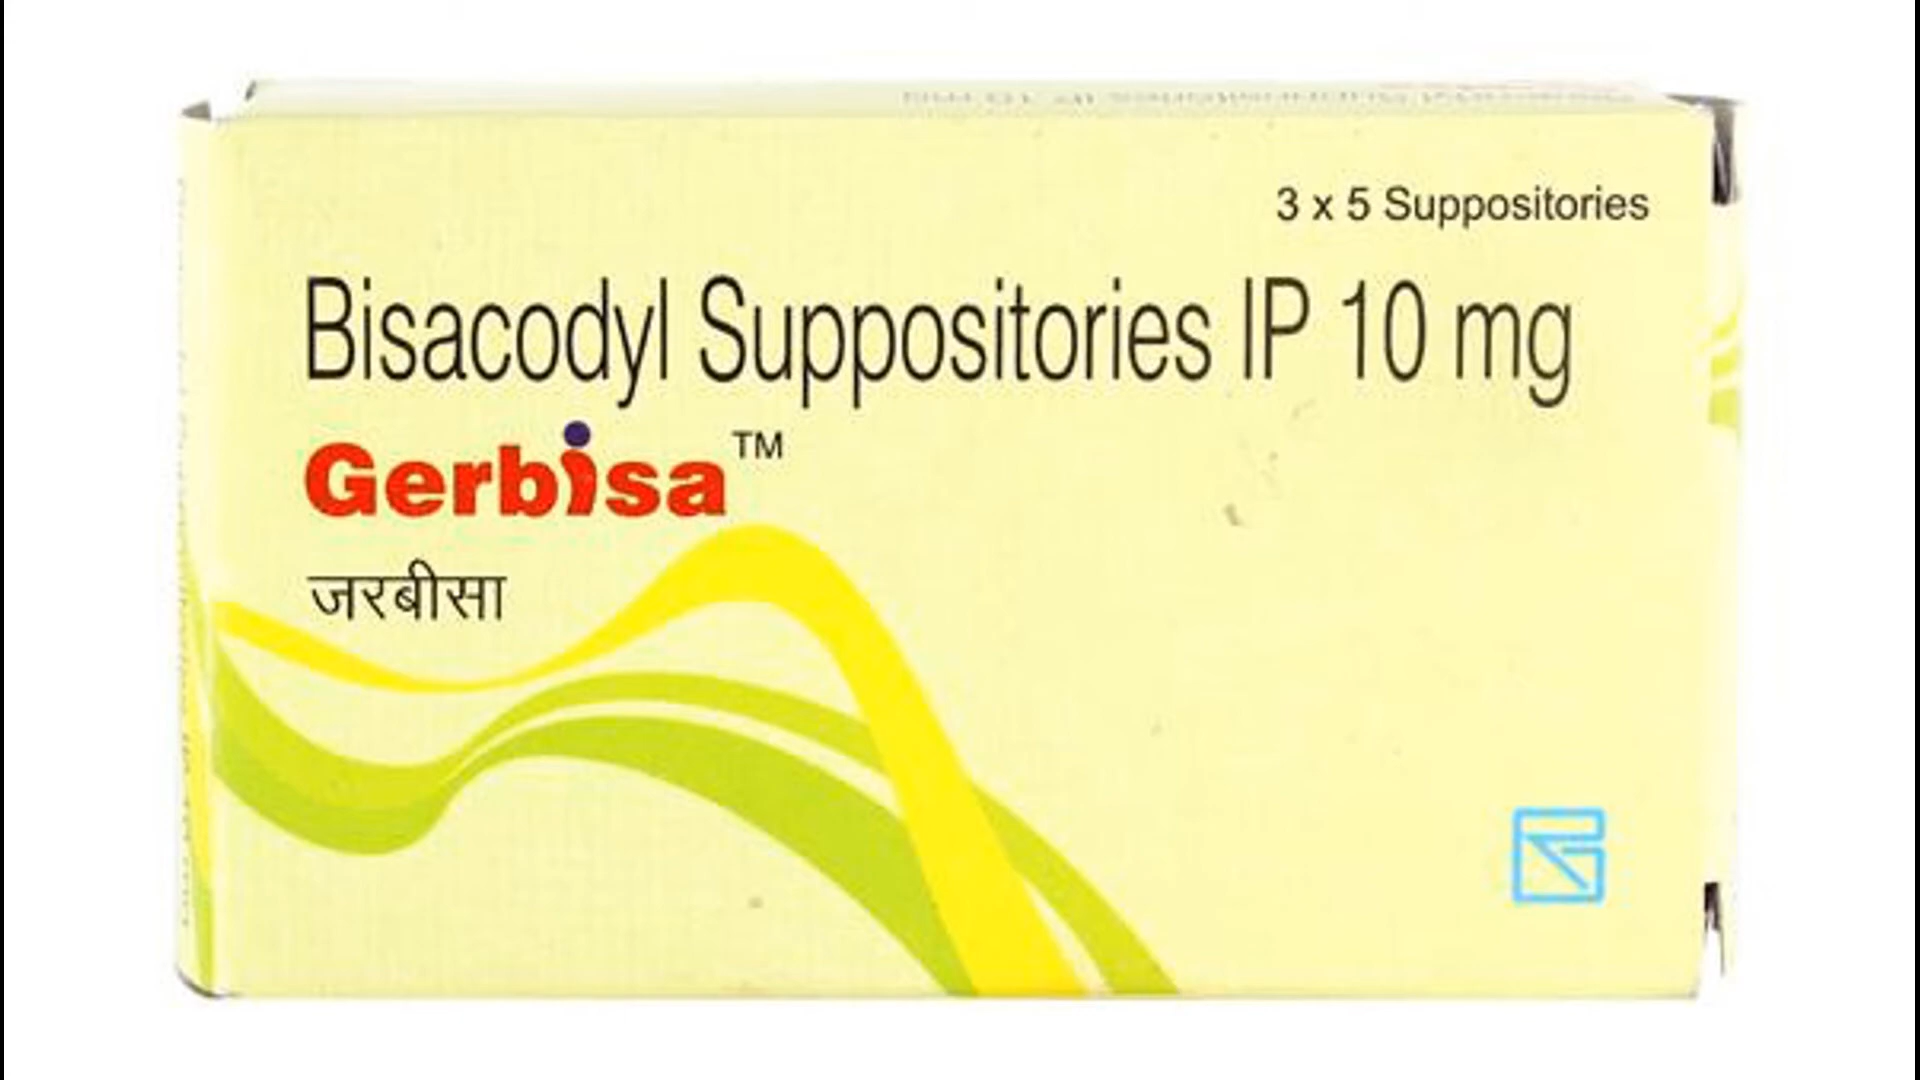 3 x 5 Suppositories
Bisacodyl Suppositories IP 10 mg
Gerbisa™
जरबीसा